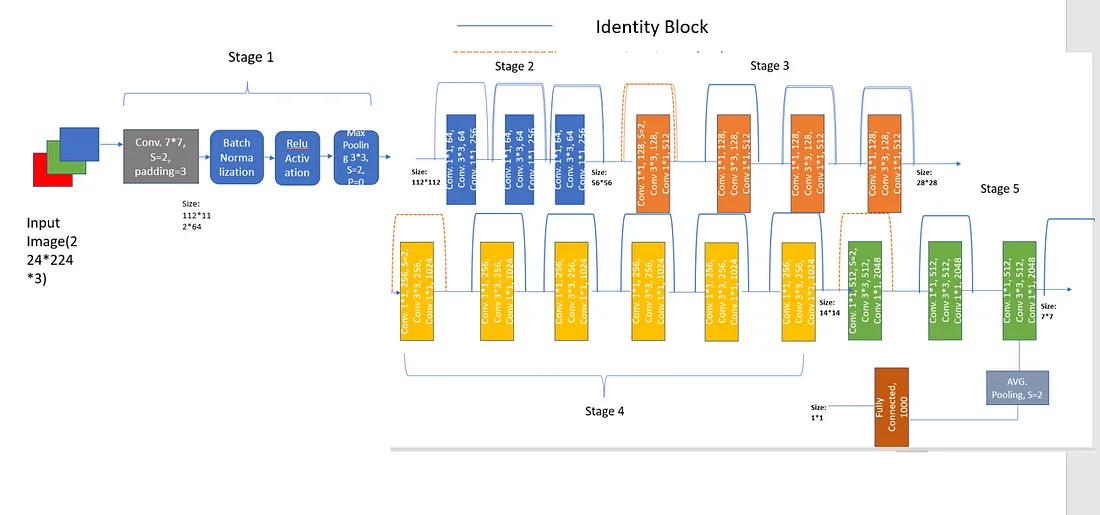 Identity Block
Stage 1
Stage 2
Stage 3
Conv. 7*7,
S=2,
padding=3
Batch
Norma
lization
Relu
Activ
ation
Max
Poolin
g 3*3,
S=2,
P=0
Size:
112*11
2*64
Input
Image(2
24*224
*3)
Size:
112*112
Conv. 1*1, 64,
Conv. 3*3, 64
Conv 1*1, 256
Conv. 1*1, 64,
Conv. 3*3, 64
Conv 1*1, 256
Conv. 1*1, 64,
Conv. 3*3, 64
Conv 1*1, 256
Size:
56*56
Conv. 1*1, 128, S=2,
Conv 3*3, 128,
Conv 1*1, 512
Conv. 1*1, 128,
Conv 3*3, 128,
Conv 1*1, 512
Conv. 1*1, 128,
Conv 3*3, 128,
Conv 1*1, 512
Conv. 1*1, 128,
Conv 3*3, 128,
Conv 1*1, 512
Size:
28*28
Stage 5
Conv. 1*1, 256, S=2,
Conv 3*3, 256,
Conv 1*1, 1024
Conv. 1*1, 256,
Conv 3*3, 256,
Conv 1*1, 1024
Conv. 1*1, 256,
Conv 3*3, 256,
Conv 1*1, 1024
Conv. 1*1, 256,
Conv 3*3, 256,
Conv 1*1, 1024
Conv. 1*1, 256,
Conv 3*3, 256,
Conv 1*1, 1024
Conv. 1*1, 256,
Conv 3*3, 256,
Conv 1*1, 1024
Size:
14*14
Conv. 1*1, 512, S=2,
Conv 3*3, 512,
Conv 1*1, 2048
Conv. 1*1, 512,
Conv 3*3, 512,
Conv 1*1, 2048
Conv. 1*1, 512,
Conv 3*3, 512,
Conv 1*1, 2048
Size:
7*7
Stage 4
AVG.
Pooling, S=2
Size:
1*1
Fully
Connected,
1000